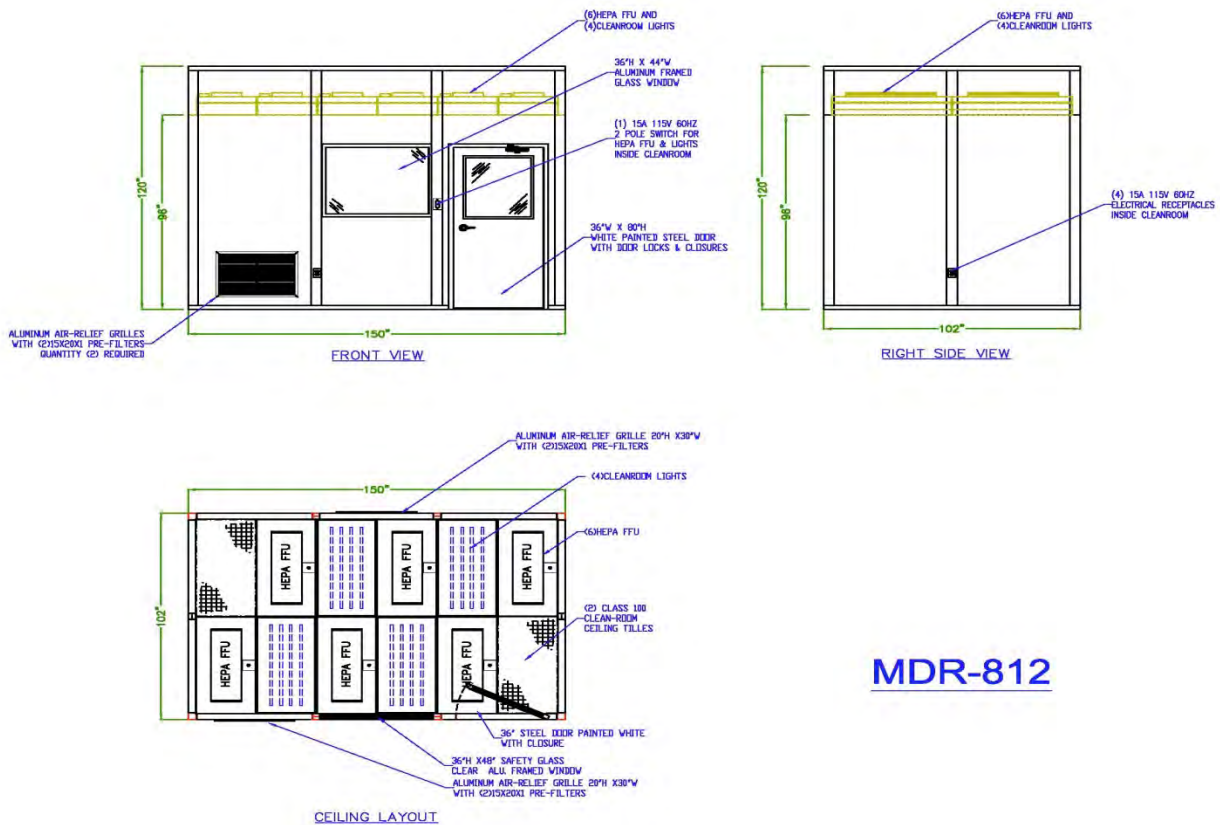 (6)HEPA FFU AND
(4)CLEANROOM LIGHTS
36"H X 44"W
ALUMINUM FRAMED
GLASS WINDOW
(1) 15A 115V 60HZ
2 POLE SWITCH FOR
HEPA FFU & LIGHTS
INSIDE CLEANROOM
36"W X 80"H
WHITE PAINTED STEEL DOOR
WITH DOOR LOCKS & CLOSURES
120"
96"
150"
ALUMINUM AIR-RELIEF GRILLES
WITH (2)15X20X1 PRE-FILTERS
QUANTITY (2) REQUIRED
FRONT VIEW
(6)HEPA FFU AND
(4)CLEANROOM LIGHTS
120"
96"
(4) 15A 115V 60HZ
ELECTRICAL RECEPTACLES
INSIDE CLEANROOM
102"
RIGHT SIDE VIEW
ALUMINUM AIR-RELIEF GRILLE 20"H X30"W
WITH (2)15X20X1 PRE-FILTERS
(4)CLEANROOM LIGHTS
150"
(6)HEPA FFU
HEPA FFU
HEPA FFU
HEPA FFU
102"
(2) CLASS 100
CLEAN-ROOM
CEILING TILLES
HEPA FFU
HEPA FFU
HEPA FFU
36" STEEL DOOR PAINTED WHITE
WITH CLOSURE
36"H X48" SAFETY GLASS
CLEAR ALU. FRAMED WINDOW
ALUMINUM AIR-RELIEF GRILLE 20"H X30"W
WITH (2)15X20X1 PRE-FILTERS
CEILING LAYOUT
MDR-812